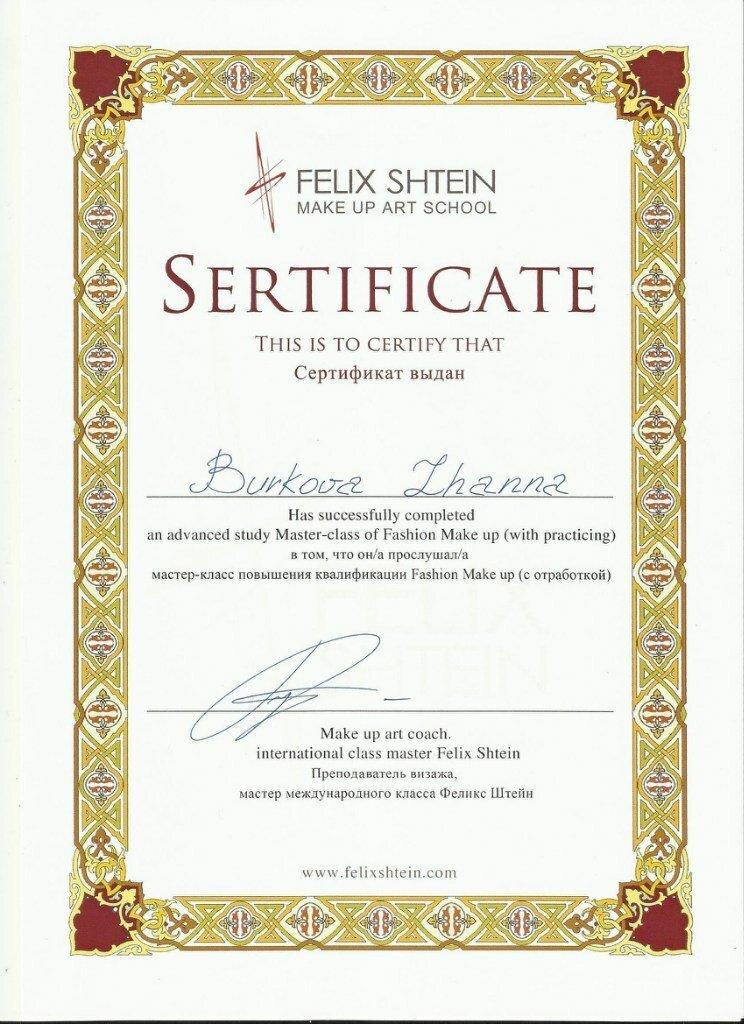 FELIX SHTEIN
MAKE UP ART SCHOOL
SERTIFICATE
THIS IS TO CERTIFY THAT
Сертификат выдан
Burkova Zhanna
Has successfully completed
an advanced study Master-class of Fashion Make up (with practicing)
в том, что он/а прослушал/а
мастер-класс повышения квалификации Fashion Make up (с отработкой)
FELIX
SHTEIN
Make up art coach.
international class master Felix Shtein
Преподаватель визажа,
мастер международного класса Феликс Штейн
www.felixshtein.com